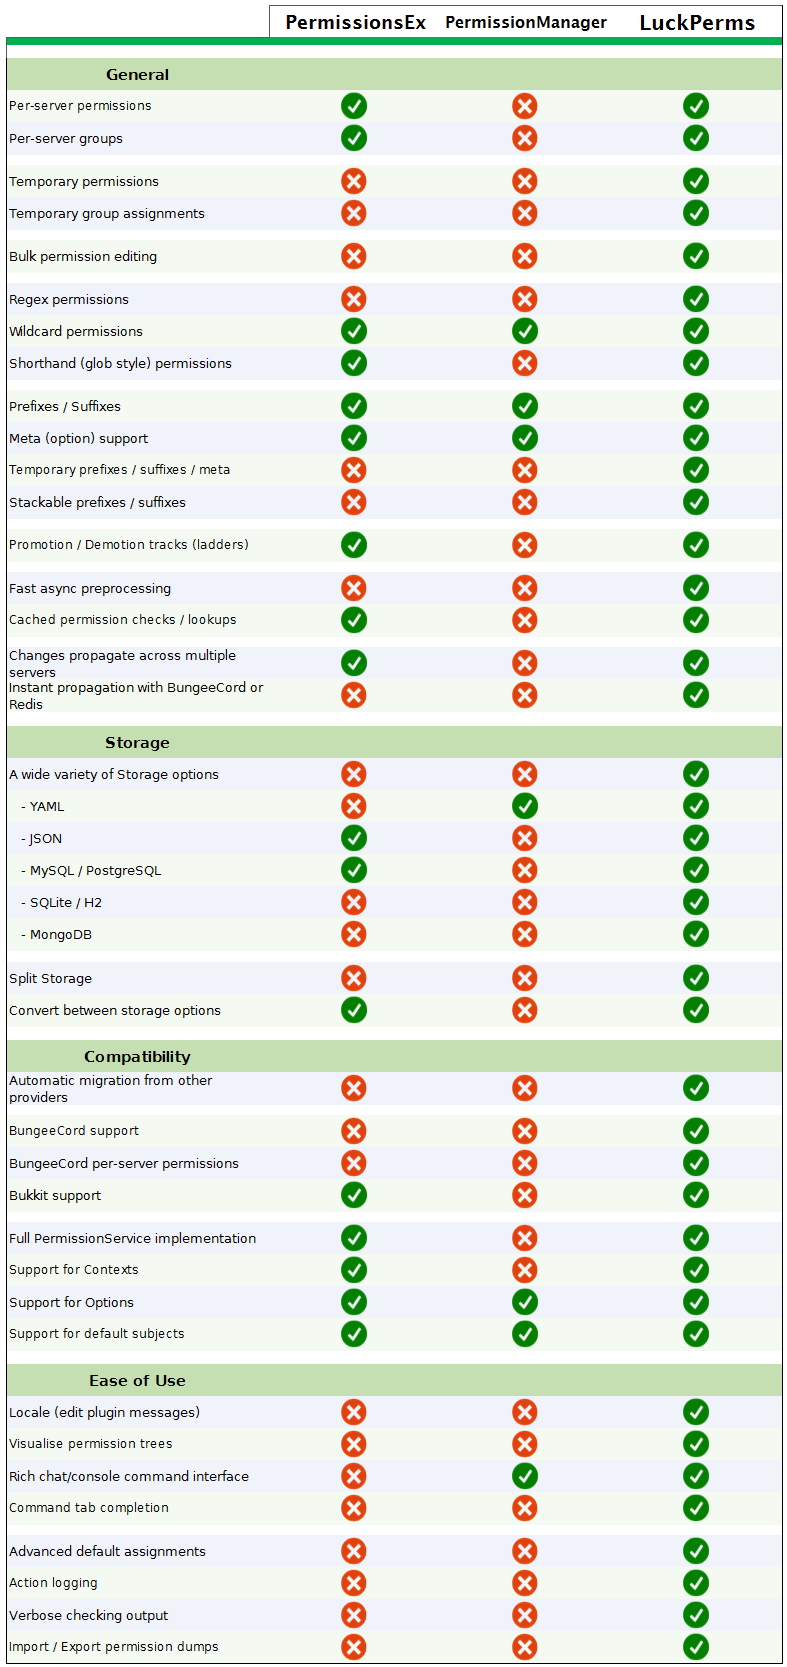 PermissionsEx PermissionManager LuckPerms
General
Per-server permissions
Per-server groups
Temporary permissions
Temporary group assignments
Bulk permission editing
Regex permissions
Wildcard permissions
Shorthand (glob style) permissions
Prefixes / Suffixes
Meta (option) support
Temporary prefixes / suffixes / meta
Stackable prefixes / suffixes
Promotion / Demotion tracks (ladders)
Fast async preprocessing
Cached permission checks / lookups
Changes propagate across multiple
servers
Instant propagation with BungeeCord or
Redis
Storage
A wide variety of Storage options
- YAML
- JSON
- MySQL / PostgreSQL
- SQLite / H2
- MongoDB
Split Storage
Convert between storage options
Compatibility
Automatic migration from other
providers
BungeeCord support
BungeeCord per-server permissions
Bukkit support
Full PermissionService implementation
Support for Contexts
Support for Options
Support for default subjects
Ease of Use
Locale (edit plugin messages)
Visualise permission trees
Rich chat/console command interface
Command tab completion
Advanced default assignments
Action logging
Verbose checking output
Import / Export permission dumps